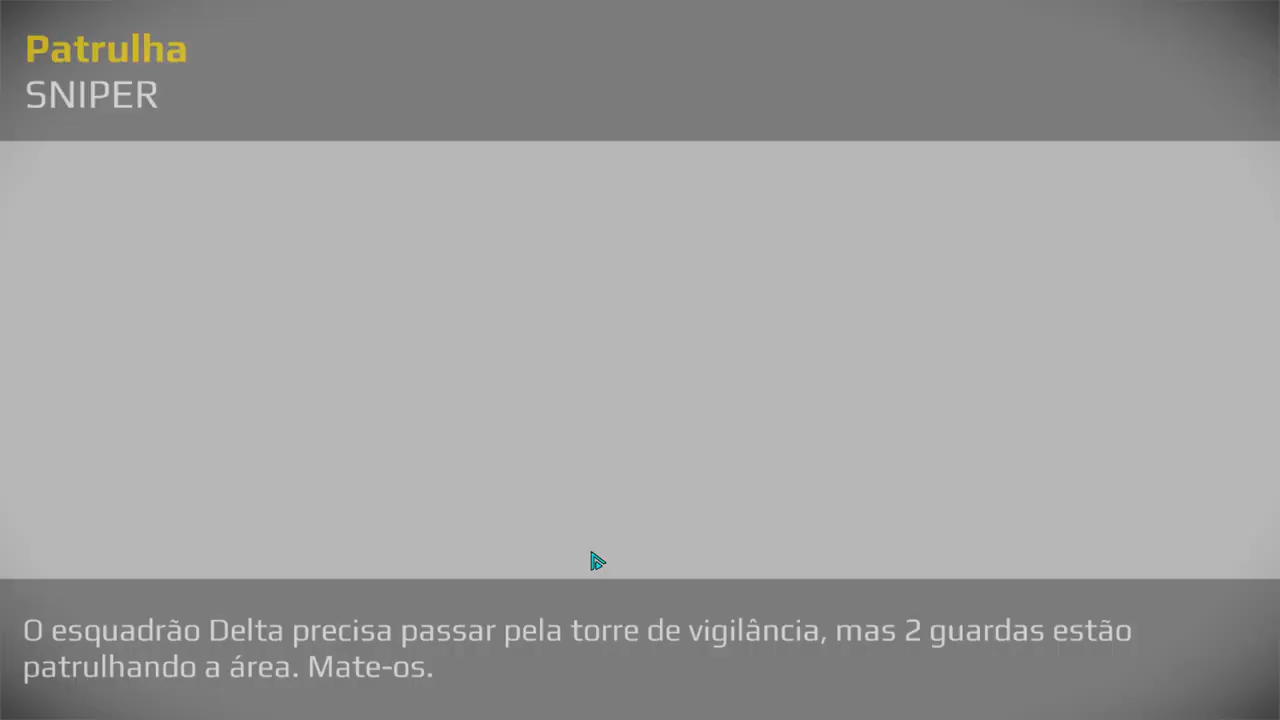 Patrulha
SNIPER
O esquadrão Delta precisa passar pela torre de vigilância, mas 2 guardas estão
patrulhando a área. Mate-os.